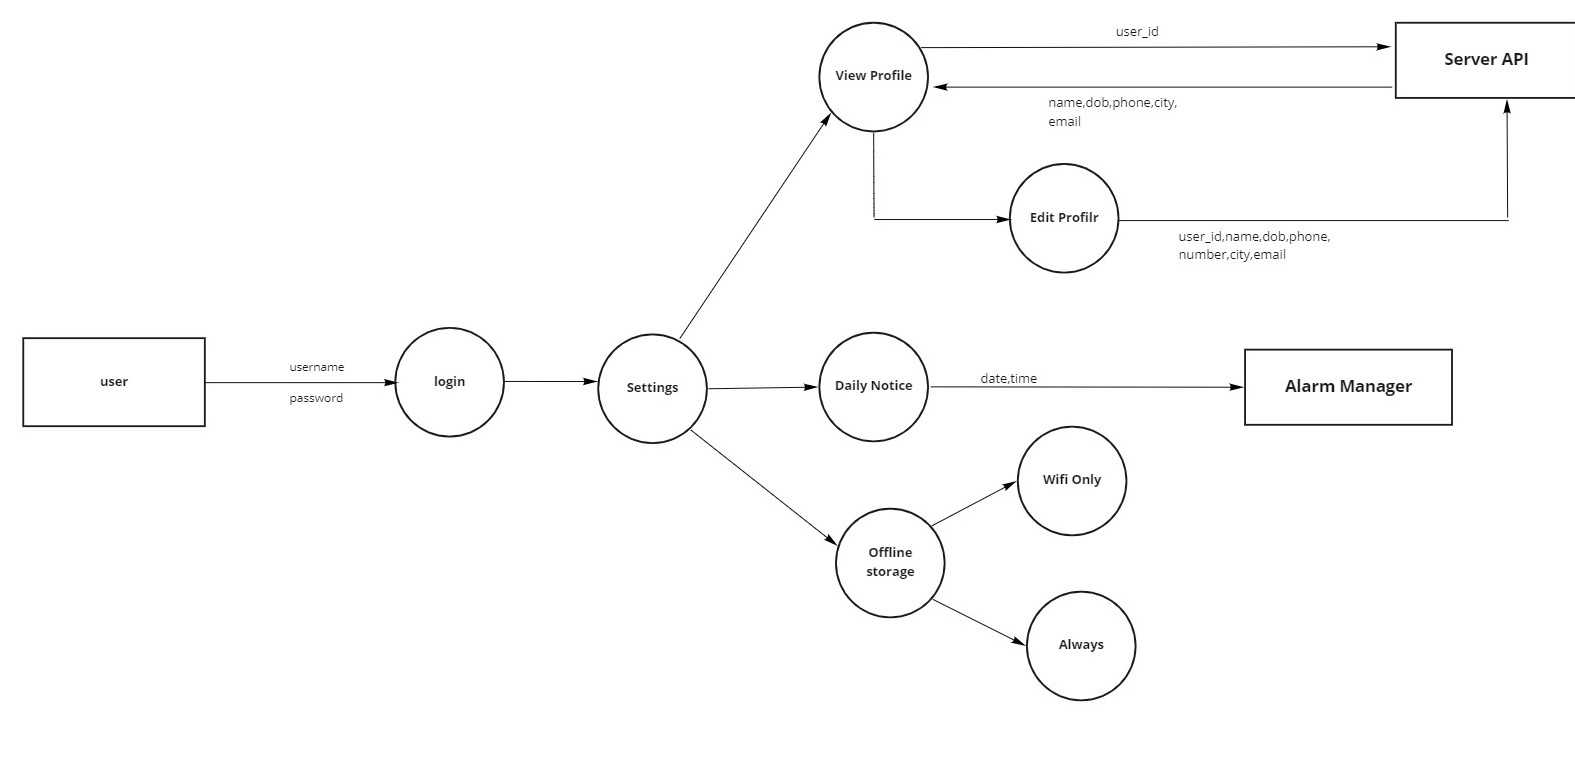 user_id
View Profile
Server API
name,dob,phone,city,
email
Edit Profilr
user_id,name,dob,phone,
number,city,email
user
username
password
login
Settings
Daily Notice
date,time
Alarm Manager
Wifi Only
Offline
storage
Always